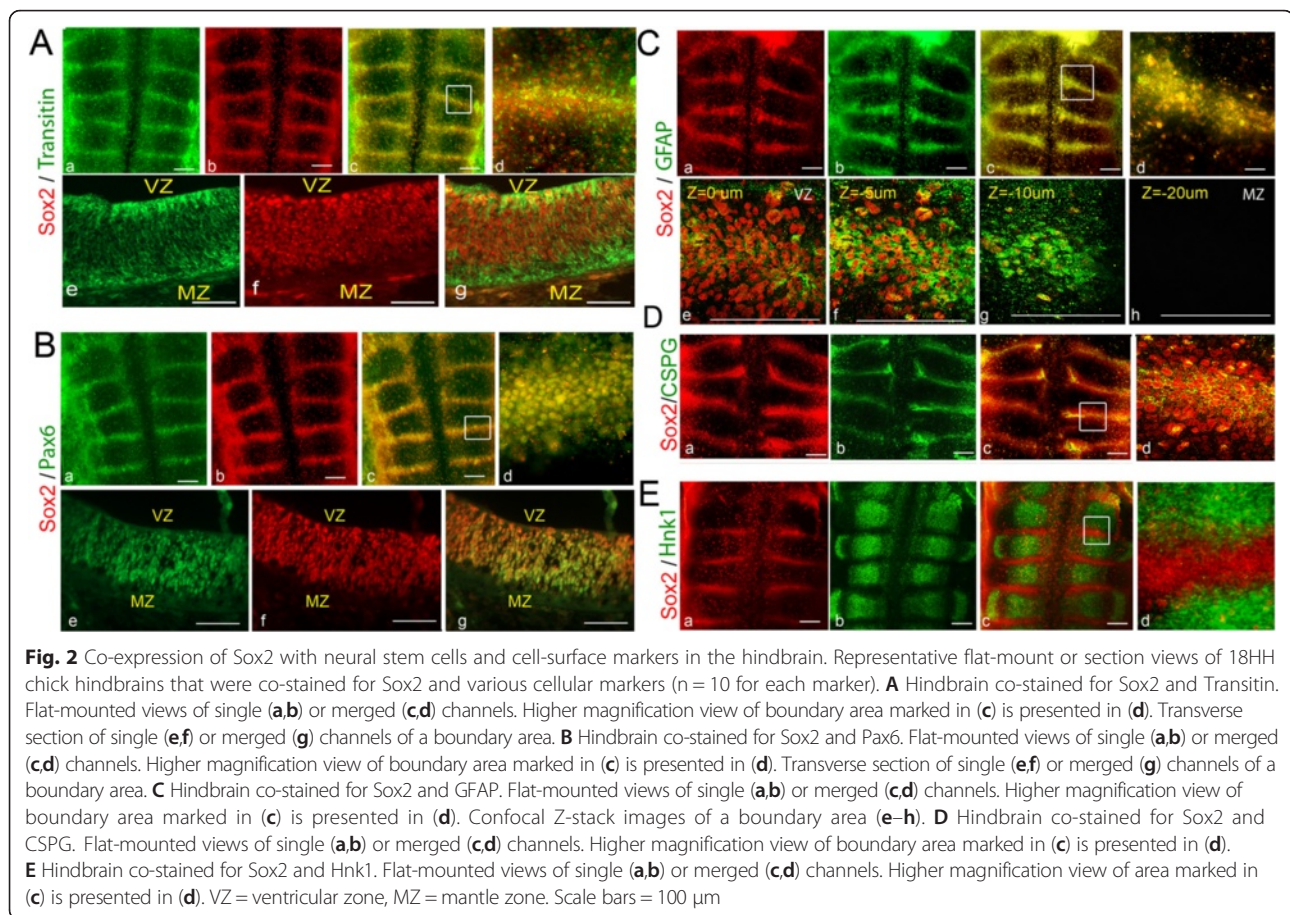 A
Sox2 / Transitin
a
b
c
d
VZ
VZ
VZ
MZ
MZ
MZ
e
f
g
B
Sox2 / Pax6
a
b
c
d
VZ
VZ
VZ
MZ
MZ
MZ
e
f
g
C
Sox2 / GFAP
a
b
c
d
Z=0 um
VZ
Z=-5um
Z=-10um
Z=-20um
MZ
e
f
g
h
D
Sox2/CSPG
a
b
c
d
E
Sox2 / Hnk1
a
b
c
d
Fig. 2 Co-expression of Sox2 with neural stem cells and cell-surface markers in the hindbrain. Representative flat-mount or section views of 18HH
chick hindbrains that were co-stained for Sox2 and various cellular markers (n = 10 for each marker). A Hindbrain co-stained for Sox2 and Transitin.
Flat-mounted views of single (a,b) or merged (c,d) channels. Higher magnification view of boundary area marked in (c) is presented in (d). Transverse
section of single (e,f) or merged (g) channels of a boundary area. B Hindbrain co-stained for Sox2 and Pax6. Flat-mounted views of single (a,b) or merged
(c,d) channels. Higher magnification view of boundary area marked in (c) is presented in (d). Transverse section of single (e,f) or merged (g) channels of a
boundary area. C Hindbrain co-stained for Sox2 and GFAP. Flat-mounted views of single (a,b) or merged (c,d) channels. Higher magnification view of
boundary area marked in (c) is presented in (d). Confocal Z-stack images of a boundary area (e–h). D Hindbrain co-stained for Sox2 and
CSPG. Flat-mounted views of single (a,b) or merged (c,d) channels. Higher magnification view of boundary area marked in (c) is presented in (d).
E Hindbrain co-stained for Sox2 and Hnk1. Flat-mounted views of single (a,b) or merged (c,d) channels. Higher magnification view of area marked in
(c) is presented in (d). VZ = ventricular zone, MZ = mantle zone. Scale bars = 100 μm